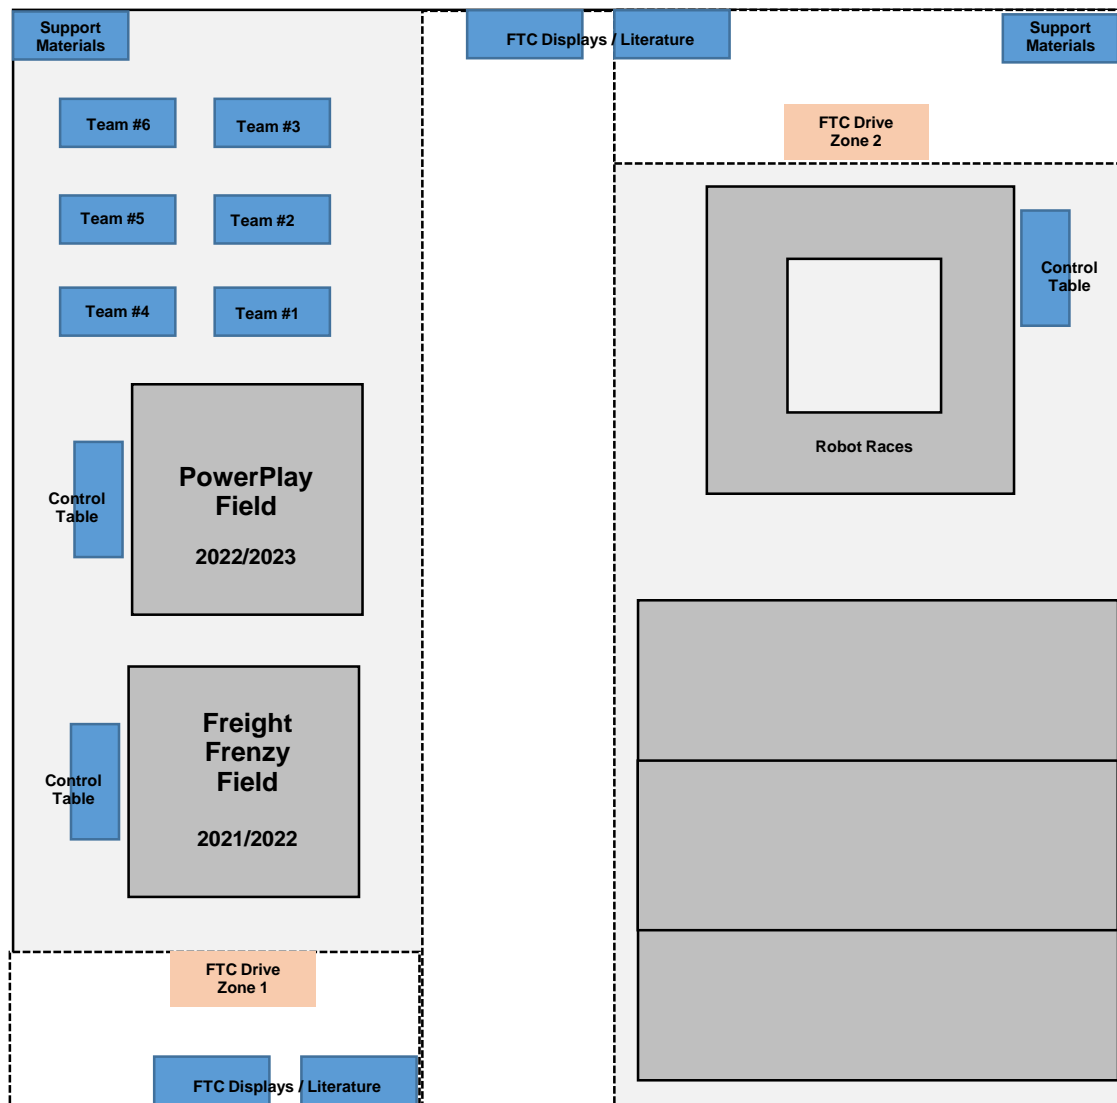 Support
Materials
FTC Displays / Literature
Support
Materials
Team #6
Team #3
FTC Drive
Zone 2
Team #5
Team #2
Control
Table
Team #4
Team #1
Robot Races
PowerPlay
Field
2022/2023
Control
Table
Freight
Frenzy
Field
2021/2022
Control
Table
FTC Drive
Zone 1
FTC Displays / Literature